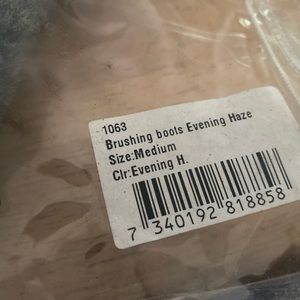 1063
Brushing boots Evening Haze
Size:Medium
Clr:Evening H.
7 340192 818858